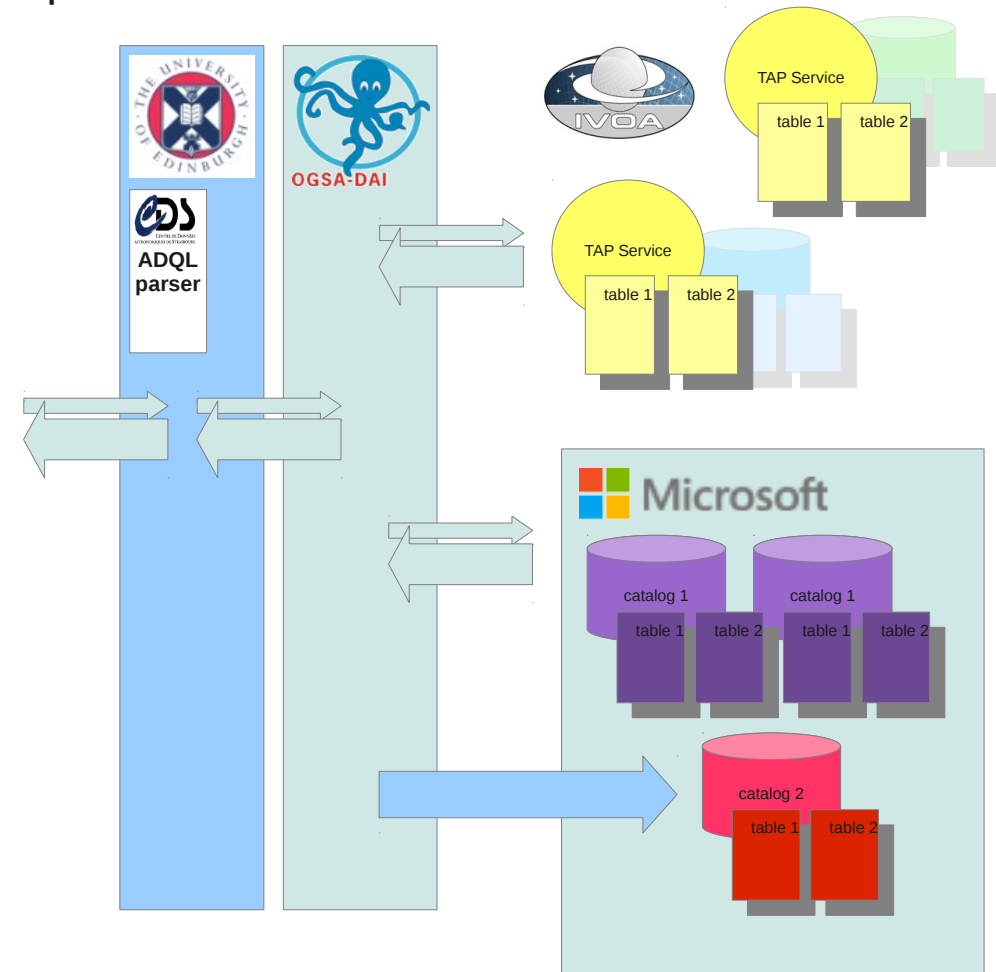 THE UNIVERSITY OF EDINBURGH
OGSA-DAI
IVOA
TAP Service
table 1
table 2
CDS
CENTRE DE DONNÉES
ASTRONOMIQUES DE STRASBOURG
ADQL
parser
TAP Service
table 1
table 2
Microsoft
catalog 1
catalog 1
table 1
table 2
table 1
table 2
catalog 2
table 1
table 2